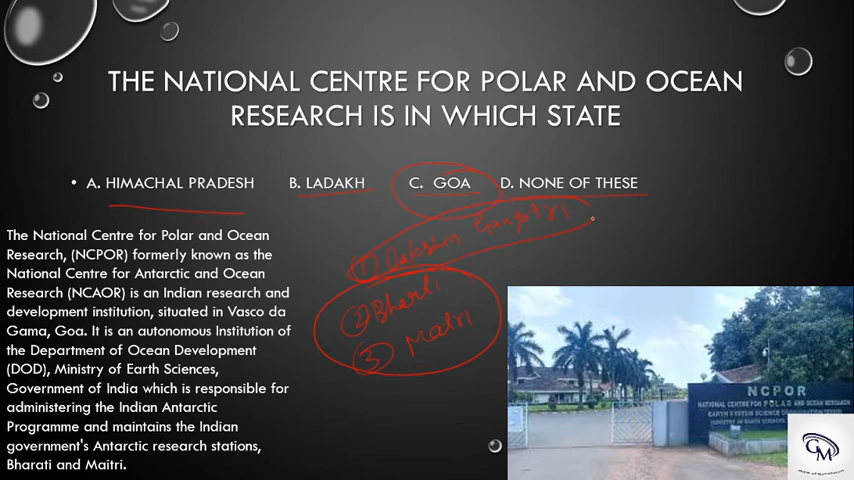 THE NATIONAL CENTRE FOR POLAR AND OCEAN
RESEARCH IS IN WHICH STATE
• A. HIMACHAL PRADESH B. LADAKH C. GOA D. NONE OF THESE
1) Dakshin Gangotri
2) Bharti
3) Maitri
The National Centre for Polar and Ocean
Research, (NCPOR) formerly known as the
National Centre for Antarctic and Ocean
Research (NCAOR) is an Indian research and
development institution, situated in Vasco da
Gama, Goa. It is an autonomous Institution of
the Department of Ocean Development
(DOD), Ministry of Earth Sciences,
Government of India which is responsible for
administering the Indian Antarctic
Programme and maintains the Indian
government's Antarctic research stations,
Bharati and Maitri.
NCPOR
NATIONAL CENTRE FOR POLAR AND OCEAN RESEARCH
EARTH SYSTEM SCIENCE
MINISTRY OF EARTH SCIENCES
GM